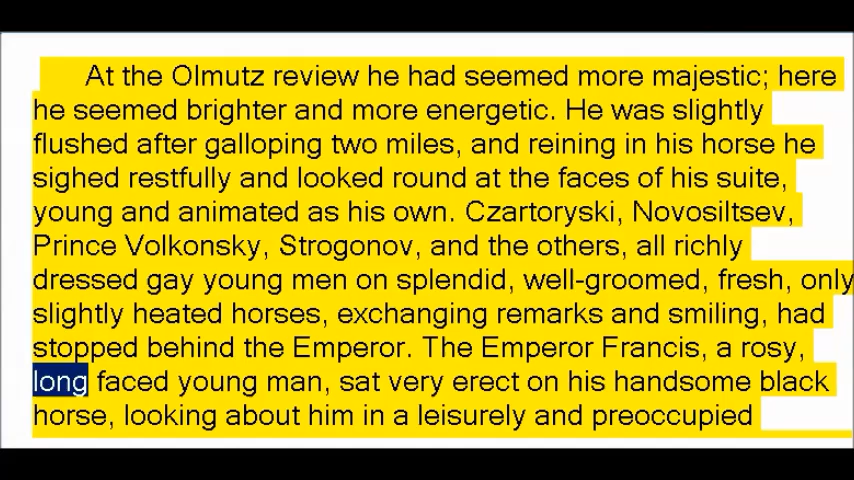 At the Olmutz review he had seemed more majestic; here
he seemed brighter and more energetic. He was slightly
flushed after galloping two miles, and reining in his horse he
sighed restfully and looked round at the faces of his suite,
young and animated as his own. Czartoryski, Novosiltsev,
Prince Volkonsky, Strogonov, and the others, all richly
dressed gay young men on splendid, well-groomed, fresh, only
slightly heated horses, exchanging remarks and smiling, had
stopped behind the Emperor. The Emperor Francis, a rosy,
long faced young man, sat very erect on his handsome black
horse, looking about him in a leisurely and preoccupied